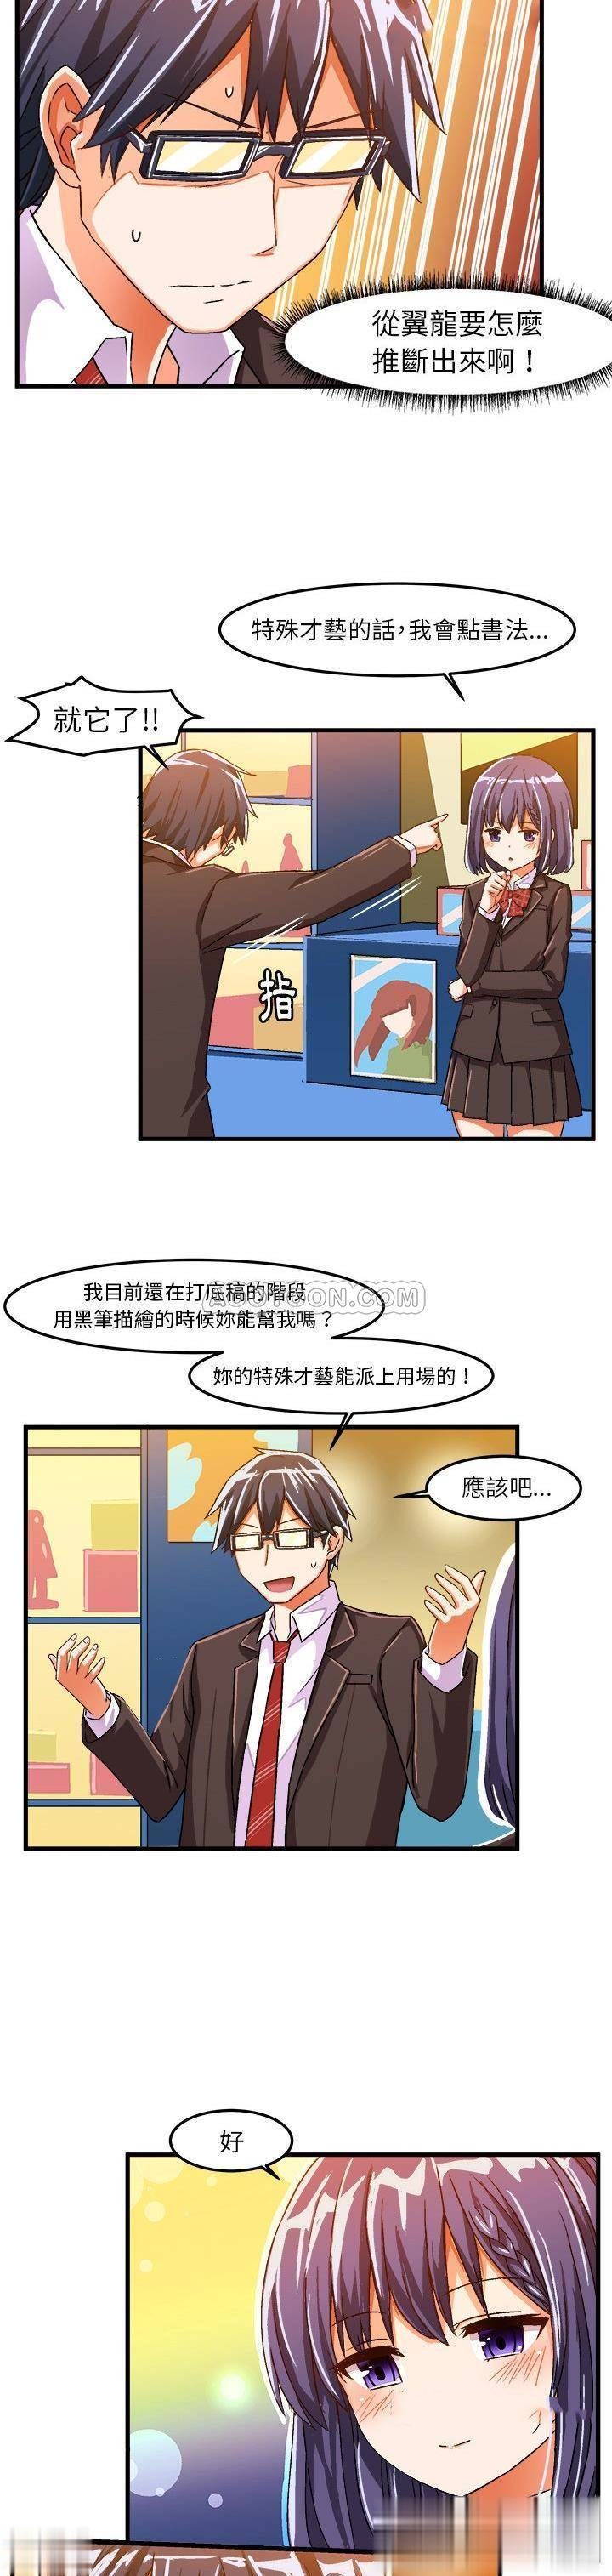 從翼龍要怎麼
推斷出來啊！
特殊才藝的話，我會點書法...
就它了!!
指
我目前還在打底稿的階段
用黑筆描繪的時候妳能幫我嗎？
妳的特殊才藝能派上用場的！
應該吧...
好